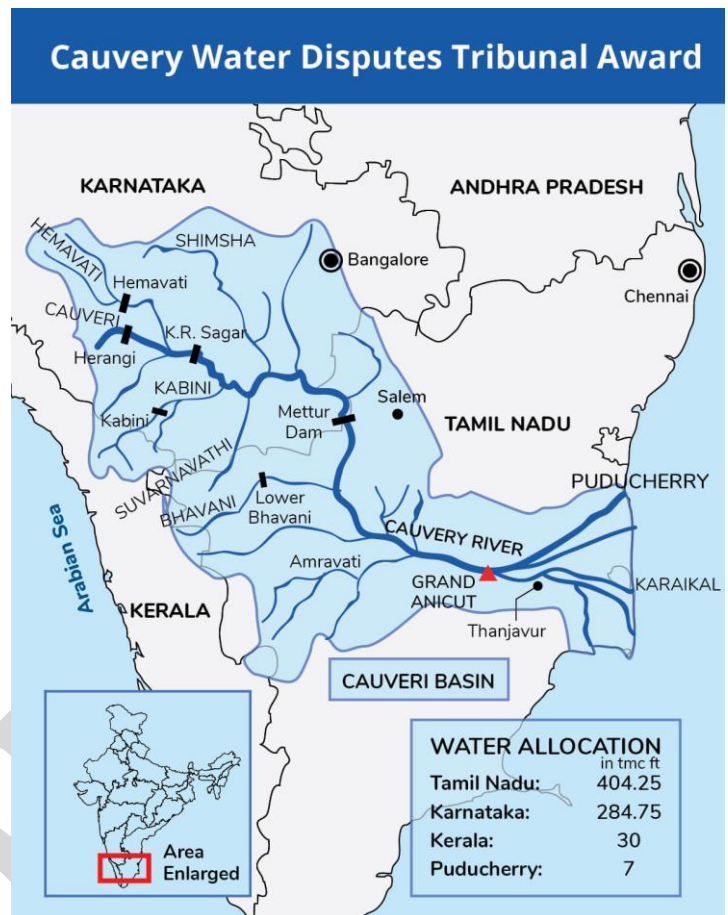 Cauvery Water Disputes Tribunal Award
KARNATAKA
ANDHRA PRADESH
HEMAVATI
SHIMSHA
Bangalore
Hemavati
Chennai
CAUVERI
K.R. Sagar
Herangi
KABINI
Salem
Kabini
Mettur
Dam
TAMIL NADU
SUVARNAVATHI
PUDUCHERRY
BHAVANI
Lower
Bhavani
CAUVERY RIVER
Arabian Sea
Amravati
GRAND
ANICUT
KARAIKAL
KERALA
Thanjavur
CAUVERI BASIN
WATER ALLOCATION
in tmc ft
Tamil Nadu: 404.25
Karnataka: 284.75
Kerala: 30
Puducherry: 7
Area
Enlarged